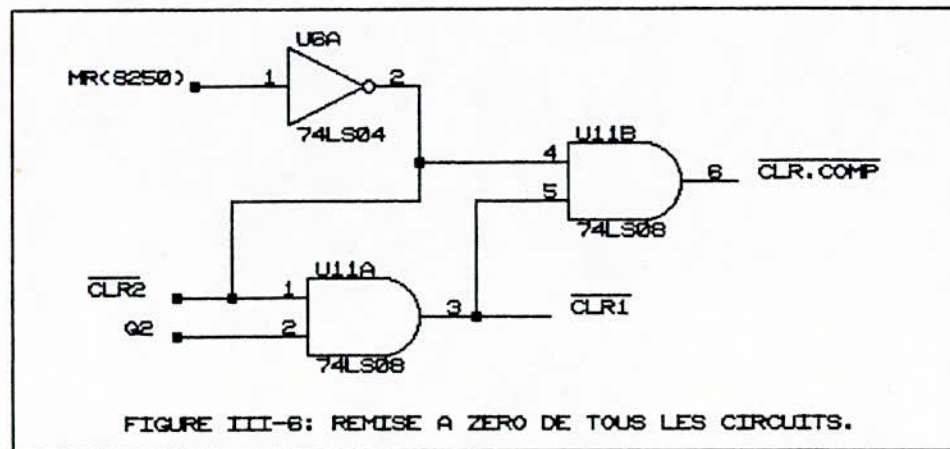 U6A
MR(8250)
1
2
74LS04
U11B
4
5
6
CLR.COMP
74LS08
U11A
CLR2
1
Q2
2
3
CLR1
74LS08
FIGURE III-6: REMISE A ZERO DE TOUS LES CIRCUITS.